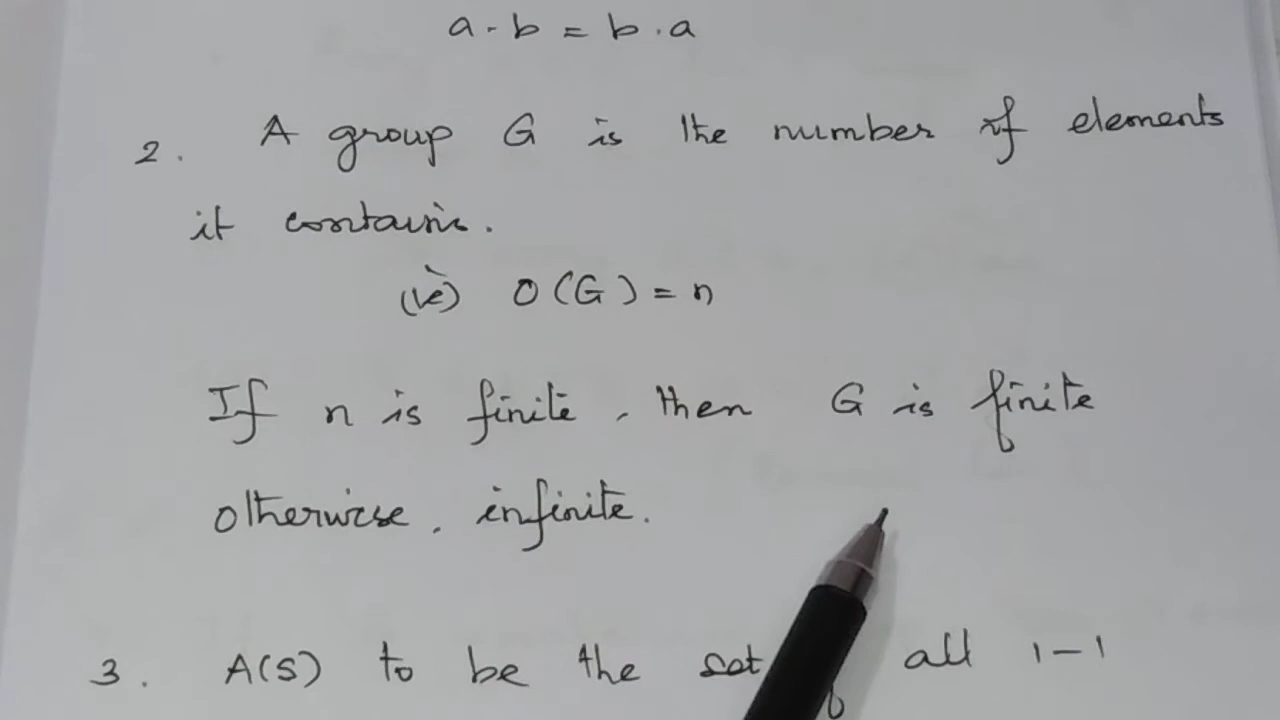 a · b = b · a
2. A group G is the number of elements
it contains.
(ie) O(G) = n
If n is finite, then G is finite
otherwise, infinite.
3. A(S) to be the set all 1-1